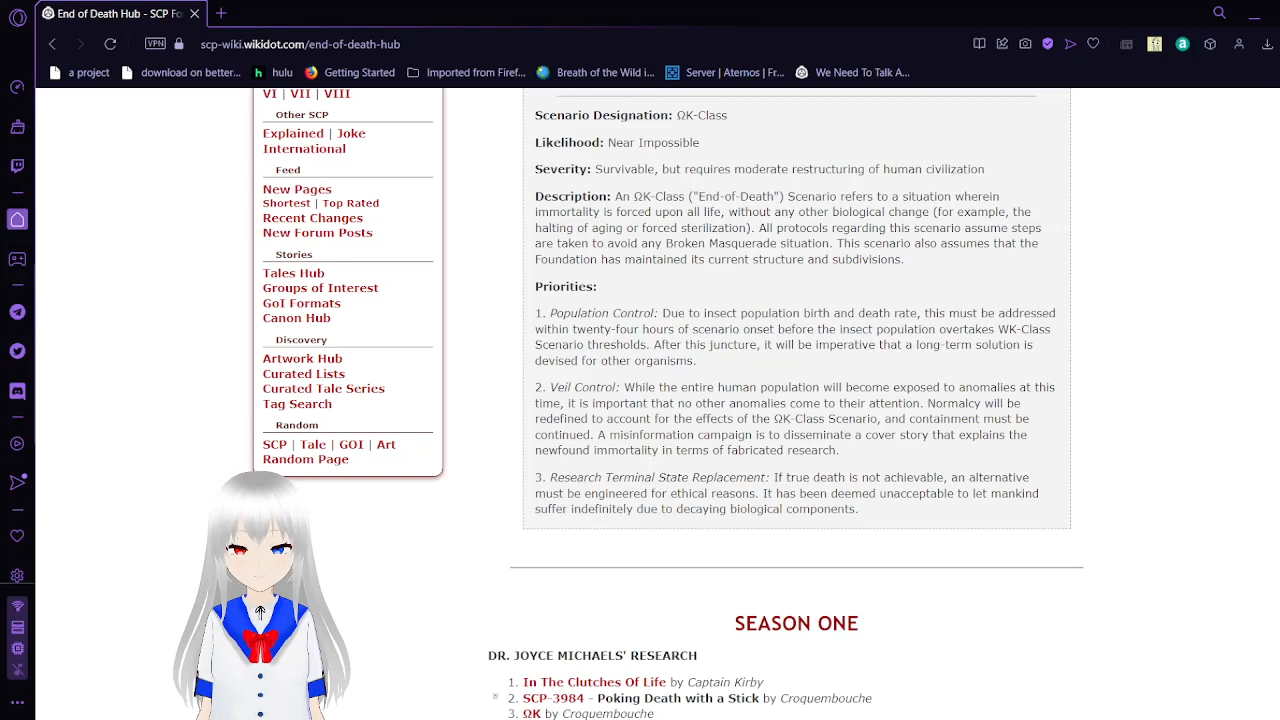 End of Death Hub - SCP Fo
VPN
scp-wiki.wikidot.com/end-of-death-hub
a project
download on better...
hulu
Getting Started
Imported from Firef...
Breath of the Wild i...
Server | Aternos | Fr...
We Need To Talk A...
VI | VII | VIII
Other SCP
Explained | Joke
International
Feed
New Pages
Shortest | Top Rated
Recent Changes
New Forum Posts
Stories
Tales Hub
Groups of Interest
GoI Formats
Canon Hub
Discovery
Artwork Hub
Curated Lists
Curated Tale Series
Tag Search
Random
SCP | Tale | GOI | Art
Random Page
Scenario Designation: ΩK-Class
Likelihood: Near Impossible
Severity: Survivable, but requires moderate restructuring of human civilization
Description: An ΩK-Class ("End-of-Death") Scenario refers to a situation wherein
immortality is forced upon all life, without any other biological change (for example, the
halting of aging or forced sterilization). All protocols regarding this scenario assume steps
are taken to avoid any Broken Masquerade situation. This scenario also assumes that the
Foundation has maintained its current structure and subdivisions.
Priorities:
1. Population Control: Due to insect population birth and death rate, this must be addressed
within twenty-four hours of scenario onset before the insect population overtakes WK-Class
Scenario thresholds. After this juncture, it will be imperative that a long-term solution is
devised for other organisms.
2. Veil Control: While the entire human population will become exposed to anomalies at this
time, it is important that no other anomalies come to their attention. Normalcy will be
redefined to account for the effects of the ΩK-Class Scenario, and containment must be
continued. A misinformation campaign is to disseminate a cover story that explains the
newfound immortality in terms of fabricated research.
3. Research Terminal State Replacement: If true death is not achievable, an alternative
must be engineered for ethical reasons. It has been deemed unacceptable to let mankind
suffer indefinitely due to decaying biological components.
SEASON ONE
DR. JOYCE MICHAELS' RESEARCH
1. In The Clutches Of Life by Captain Kirby
2. SCP-3984 - Poking Death with a Stick by Croquembouche
3. ΩK by Croquembouche